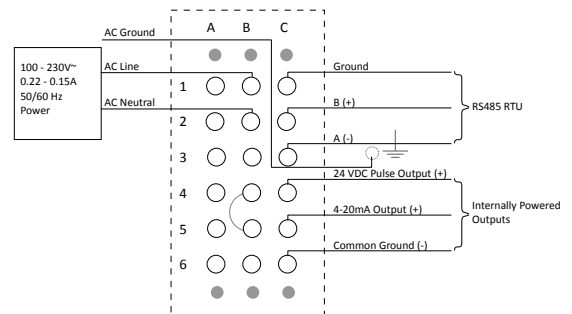 A B C
AC Ground
100 - 230V~
0.22 - 0.15A
50/60 Hz
Power
AC Line
AC Neutral
1
2
3
4
5
6
Ground
B (+)
A (-)
RS485 RTU
24 VDC Pulse Output (+)
4-20mA Output (+)
Common Ground (-)
Internally Powered
Outputs